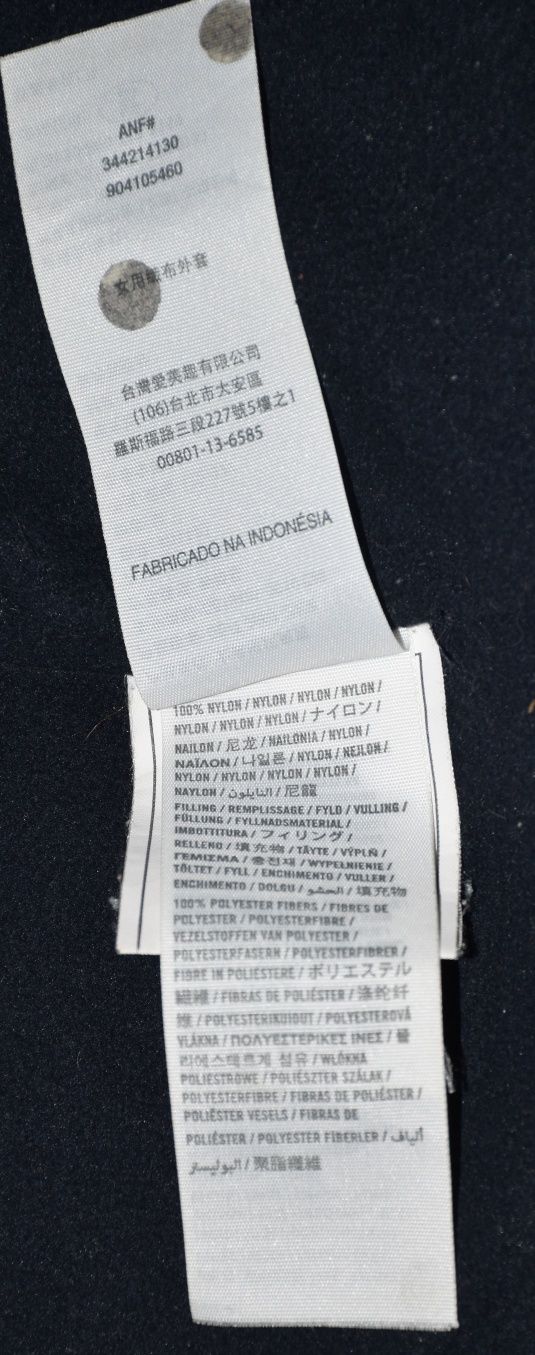 ANF#
344214130
904105460
女用梭布外套
台灣愛芙趣有限公司
(106)台北市大安區
羅斯福路三段227號5樓之1
00801-13-6585
FABRICADO NA INDONÉSIA
100% NYLON / NYLON / NYLON / NYLON /
NYLON / NYLON / NYLON / ナイロン /
NAILON / 尼龙 / NAILONIA / NYLON /
ΝΑΪΛΟΝ / 나일론 / NYLON / NEJLON /
NYLON / NYLON / NYLON / NYLON /
NAYLON / النايلون / 尼龍
FILLING / REMPLISSAGE / FYLD / VULLING /
FÜLLUNG / FYLLNADSMATERIAL /
IMBOTTITURA / フィリング /
RELLENO / 填充物 / TÄYTE / VÝPLŇ /
ΓΕΜΙΣΜΑ / 충전재 / WYPEŁNIENIE /
TÖLTET / FYLL / ENCHIMENTO / VULLER /
ENCHIMENTO / DOLGU / الحشو / 填充物
100% POLYESTER FIBERS / FIBRES DE
POLYESTER / POLYESTERFIBRE /
VEZELSTOFFEN VAN POLYESTER /
POLYESTERFASERN / POLYESTERFIBRER /
FIBRE IN POLIESTERE / ポリエステル
繊維 / FIBRAS DE POLIÉSTER / 涤纶纤
维 / POLYESTERIKUIDUT / POLYESTEROVÁ
VLÁKNA / ΠΟΛΥΕΣΤΕΡΙΚΕΣ ΙΝΕΣ / 폴
리에스테르계 섬유 / WŁÓKNA
POLIESTROWE / POLIÉSZTER SZÁLAK /
POLYESTERFIBRE / FIBRAS DE POLIÉSTER /
POLIËSTER VESELS / FIBRAS DE
POLIÉSTER / POLYESTER FİBERLER / ألياف
البوليستر / 聚脂纖維